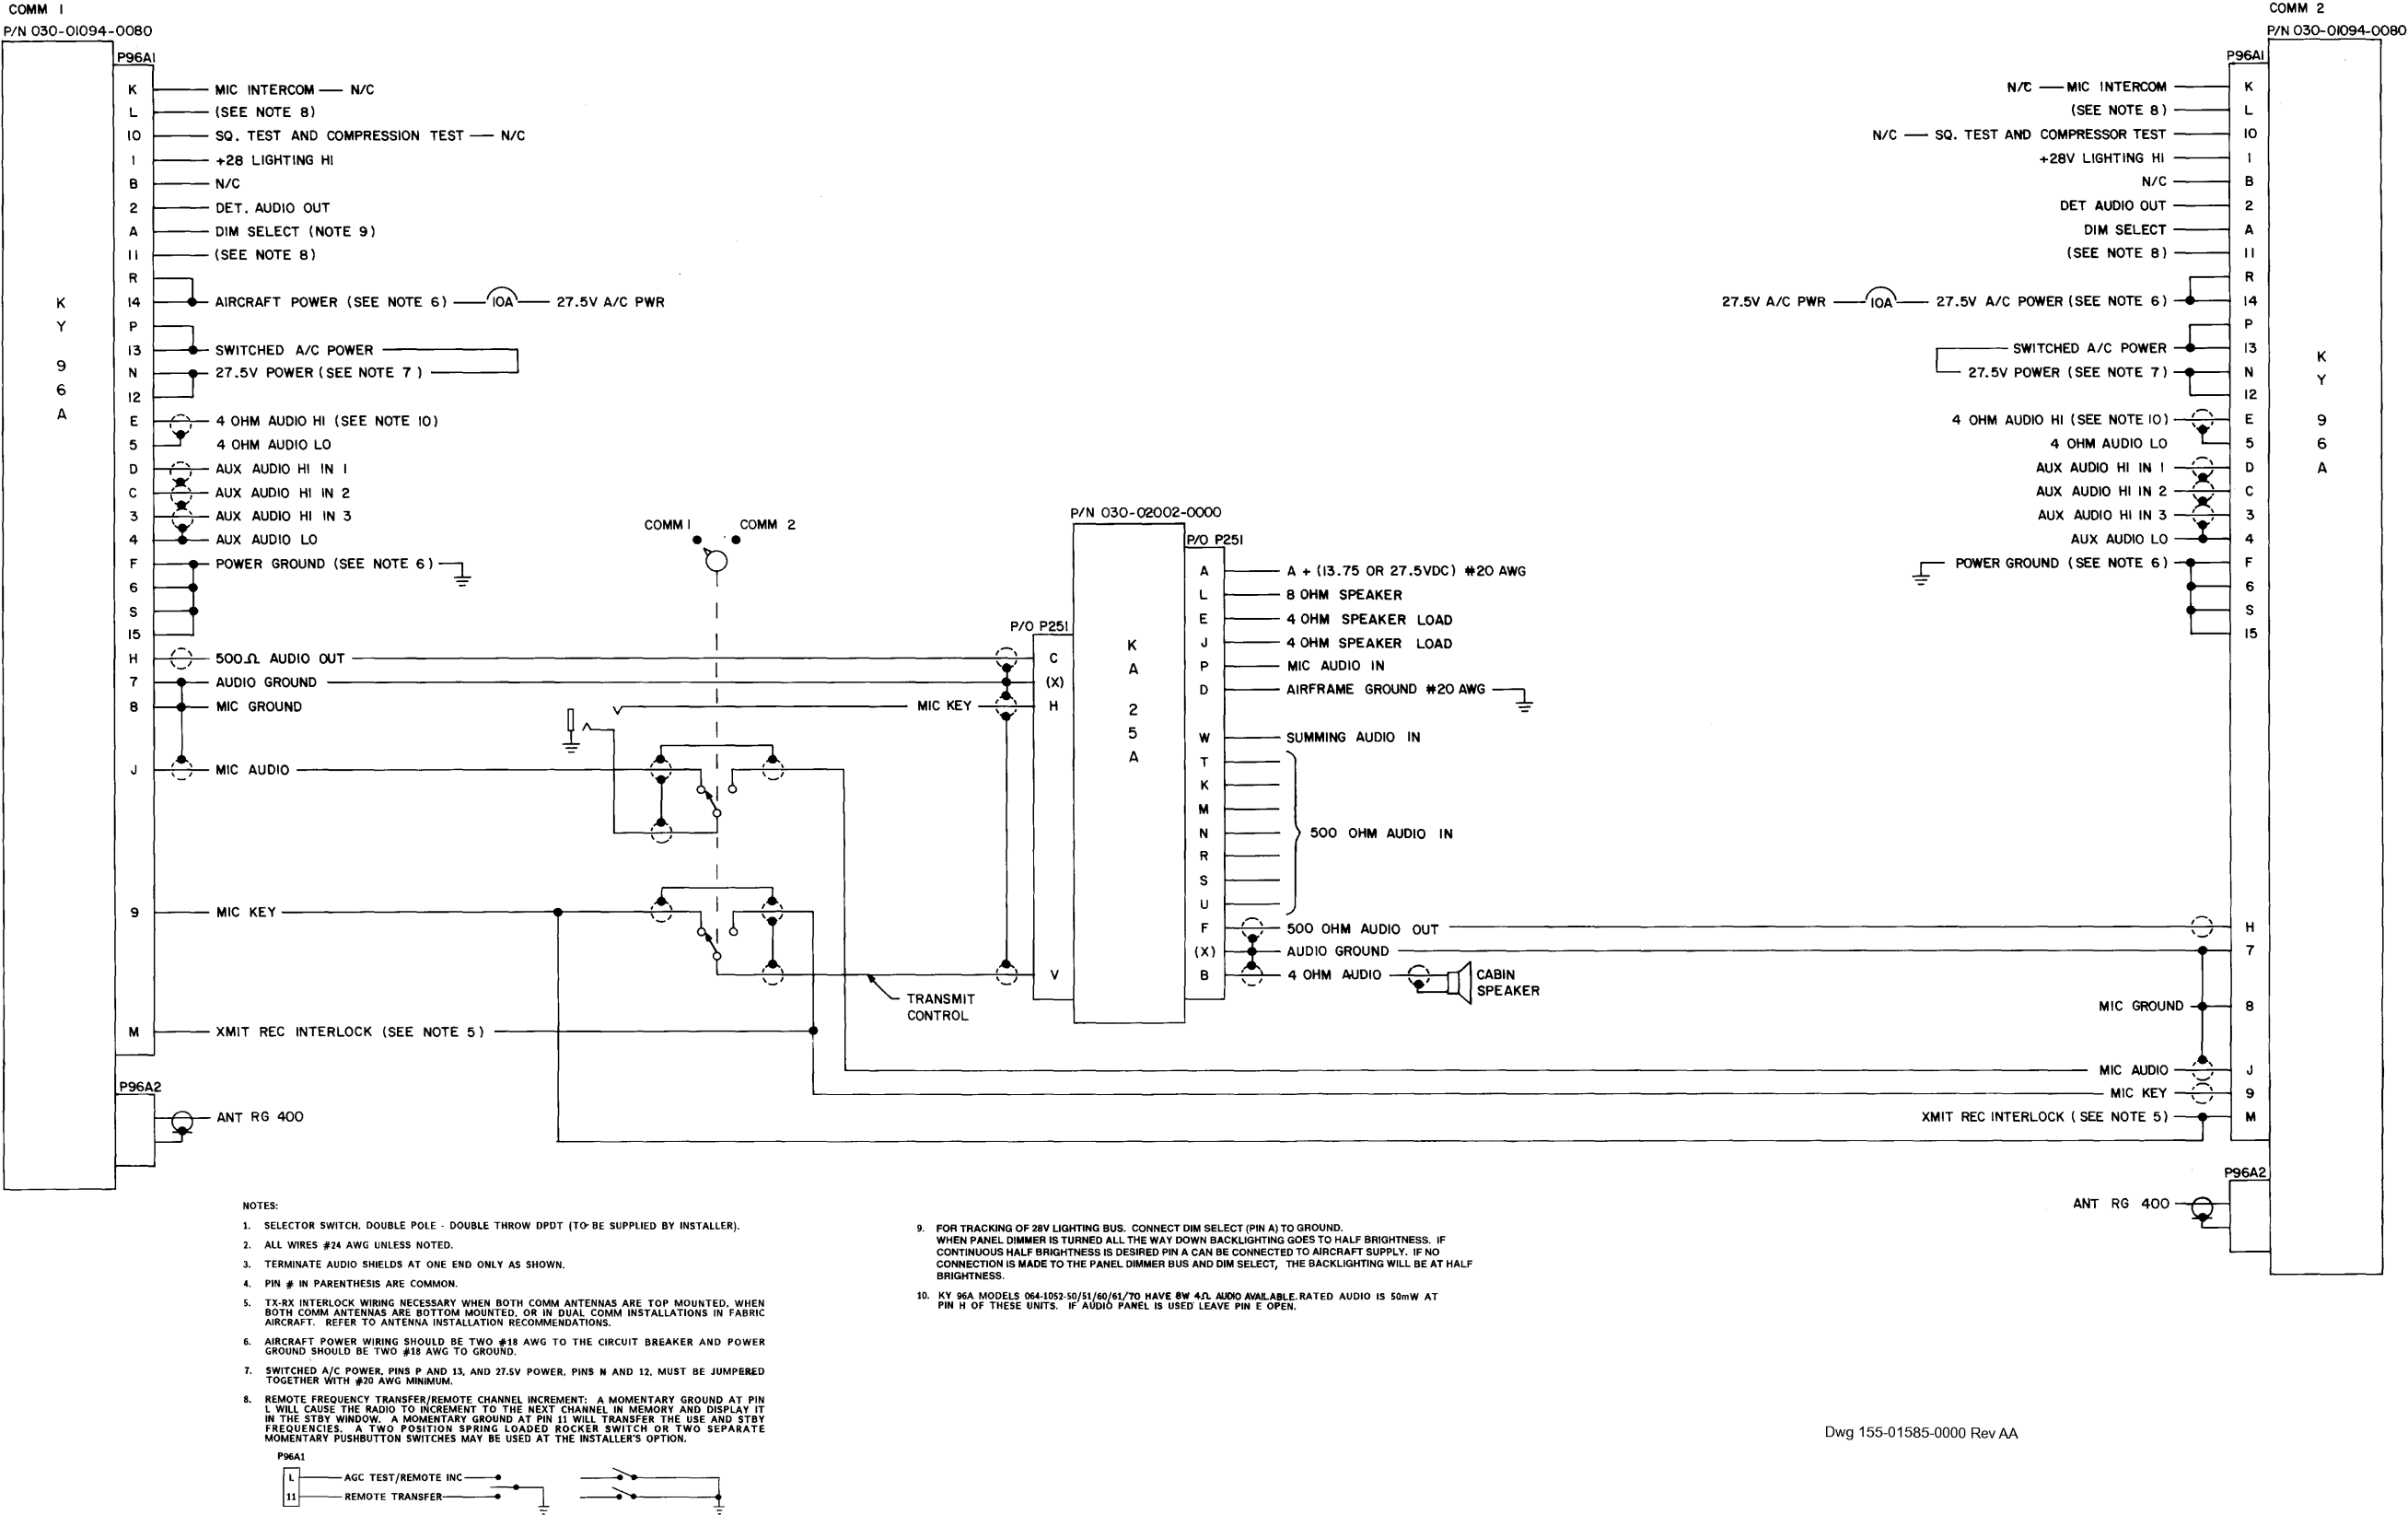 COMM 1
P/N 030-01094-0080
P96A1
K MIC INTERCOM N/C
L (SEE NOTE 8)
10 SQ. TEST AND COMPRESSION TEST N/C
1 +28 LIGHTING HI
B N/C
2 DET. AUDIO OUT
A DIM SELECT (NOTE 9)
11 (SEE NOTE 8)
R
14 AIRCRAFT POWER (SEE NOTE 6) 10A 27.5V A/C PWR
P
13 SWITCHED A/C POWER
N 27.5V POWER (SEE NOTE 7 )
12
E 4 OHM AUDIO HI (SEE NOTE 10)
5 4 OHM AUDIO LO
D AUX AUDIO HI IN 1
C AUX AUDIO HI IN 2
3 AUX AUDIO HI IN 3
4 AUX AUDIO LO
F POWER GROUND (SEE NOTE 6)
6
S
15
H 500Ω AUDIO OUT
7 AUDIO GROUND
8 MIC GROUND
J MIC AUDIO
9 MIC KEY
M XMIT REC INTERLOCK (SEE NOTE 5)
KY 96A
P96A2
ANT RG 400
COMM 1 COMM 2
P/N 030-02002-0000
P/O P251
C
(X)
MIC KEY H
V
TRANSMIT
CONTROL
KA 25A
P/O P251
A A + (13.75 OR 27.5VDC) #20 AWG
L 8 OHM SPEAKER
E 4 OHM SPEAKER LOAD
J 4 OHM SPEAKER LOAD
P MIC AUDIO IN
D AIRFRAME GROUND #20 AWG
W SUMMING AUDIO IN
T
K
M
N 500 OHM AUDIO IN
R
S
U
F 500 OHM AUDIO OUT
(X) AUDIO GROUND
B 4 OHM AUDIO
CABIN
SPEAKER
COMM 2
P/N 030-01094-0080
P96A1
N/C MIC INTERCOM K
(SEE NOTE 8) L
N/C SQ. TEST AND COMPRESSOR TEST 10
+28V LIGHTING HI 1
N/C B
DET AUDIO OUT 2
DIM SELECT A
(SEE NOTE 8) 11
R
27.5V A/C PWR 10A 27.5V A/C POWER (SEE NOTE 6) 14
P
SWITCHED A/C POWER 13
27.5V POWER (SEE NOTE 7) N
12
4 OHM AUDIO HI (SEE NOTE 10) E
4 OHM AUDIO LO 5
AUX AUDIO HI IN 1 D
AUX AUDIO HI IN 2 C
AUX AUDIO HI IN 3 3
AUX AUDIO LO 4
POWER GROUND (SEE NOTE 6) F
6
S
15
H
7
MIC GROUND 8
MIC AUDIO J
MIC KEY 9
XMIT REC INTERLOCK ( SEE NOTE 5) M
KY 96A
P96A2
ANT RG 400
NOTES:
1. SELECTOR SWITCH, DOUBLE POLE - DOUBLE THROW DPDT (TO BE SUPPLIED BY INSTALLER).
2. ALL WIRES #24 AWG UNLESS NOTED.
3. TERMINATE AUDIO SHIELDS AT ONE END ONLY AS SHOWN.
4. PIN # IN PARENTHESIS ARE COMMON.
5. TX-RX INTERLOCK WIRING NECESSARY WHEN BOTH COMM ANTENNAS ARE TOP MOUNTED, WHEN
BOTH COMM ANTENNAS ARE BOTTOM MOUNTED, OR IN DUAL COMM INSTALLATIONS IN FABRIC
AIRCRAFT. REFER TO ANTENNA INSTALLATION RECOMMENDATIONS.
6. AIRCRAFT POWER WIRING SHOULD BE TWO #18 AWG TO THE CIRCUIT BREAKER AND POWER
GROUND SHOULD BE TWO #18 AWG TO GROUND.
7. SWITCHED A/C POWER, PINS P AND 13, AND 27.5V POWER, PINS N AND 12, MUST BE JUMPERED
TOGETHER WITH #20 AWG MINIMUM.
8. REMOTE FREQUENCY TRANSFER/REMOTE CHANNEL INCREMENT: A MOMENTARY GROUND AT PIN
L WILL CAUSE THE RADIO TO INCREMENT TO THE NEXT CHANNEL IN MEMORY AND DISPLAY IT
IN THE STBY WINDOW. A MOMENTARY GROUND AT PIN 11 WILL TRANSFER THE USE AND STBY
FREQUENCIES. A TWO POSITION SPRING LOADED ROCKER SWITCH OR TWO SEPARATE
MOMENTARY PUSHBUTTON SWITCHES MAY BE USED AT THE INSTALLER'S OPTION.
P96A1
L AGC TEST/REMOTE INC
11 REMOTE TRANSFER
9. FOR TRACKING OF 28V LIGHTING BUS. CONNECT DIM SELECT (PIN A) TO GROUND.
WHEN PANEL DIMMER IS TURNED ALL THE WAY DOWN BACKLIGHTING GOES TO HALF BRIGHTNESS. IF
CONTINUOUS HALF BRIGHTNESS IS DESIRED PIN A CAN BE CONNECTED TO AIRCRAFT SUPPLY. IF NO
CONNECTION IS MADE TO THE PANEL DIMMER BUS AND DIM SELECT, THE BACKLIGHTING WILL BE AT HALF
BRIGHTNESS.
10. KY 96A MODELS 064-1052-50/51/60/61/70 HAVE 8W 4Ω AUDIO AVAILABLE. RATED AUDIO IS 50mW AT
PIN H OF THESE UNITS. IF AUDIO PANEL IS USED LEAVE PIN E OPEN.
Dwg 155-01585-0000 Rev AA